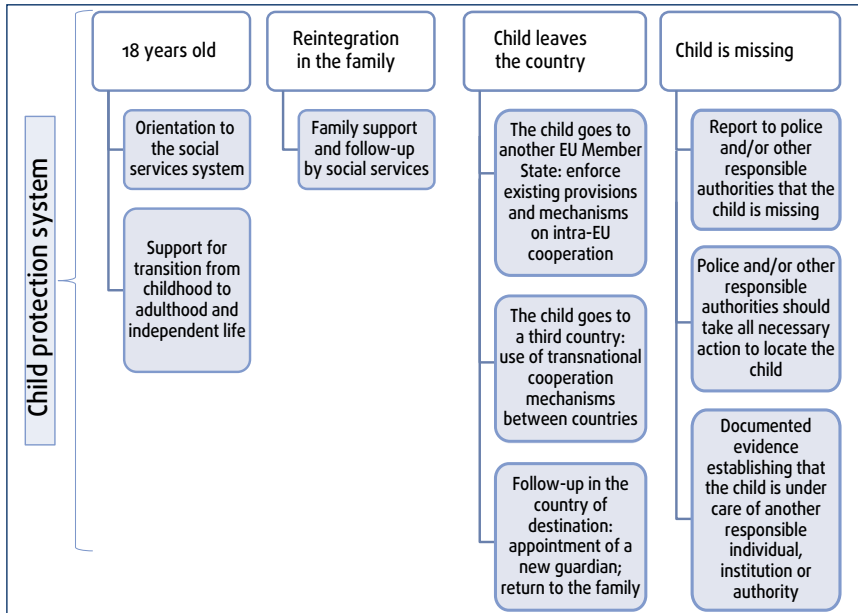 Child protection system
18 years old
Orientation to
the social
services system
Support for
transition from
childhood to
adulthood and
independent life
Reintegration
in the family
Family support
and follow-up
by social services
Child leaves
the country
The child goes to
another EU Member
State: enforce
existing provisions
and mechanisms
on intra-EU
cooperation
The child goes to
a third country:
use of transnational
cooperation
mechanisms
between countries
Follow-up in the
country of
destination:
appointment of a
new guardian;
return to the family
Child is missing
Report to police
and/or other
responsible
authorities that the
child is missing
Police and/or other
responsible
authorities should
take all necessary
action to locate the
child
Documented
evidence
establishing that
the child is under
care of another
responsible
individual,
institution or
authority